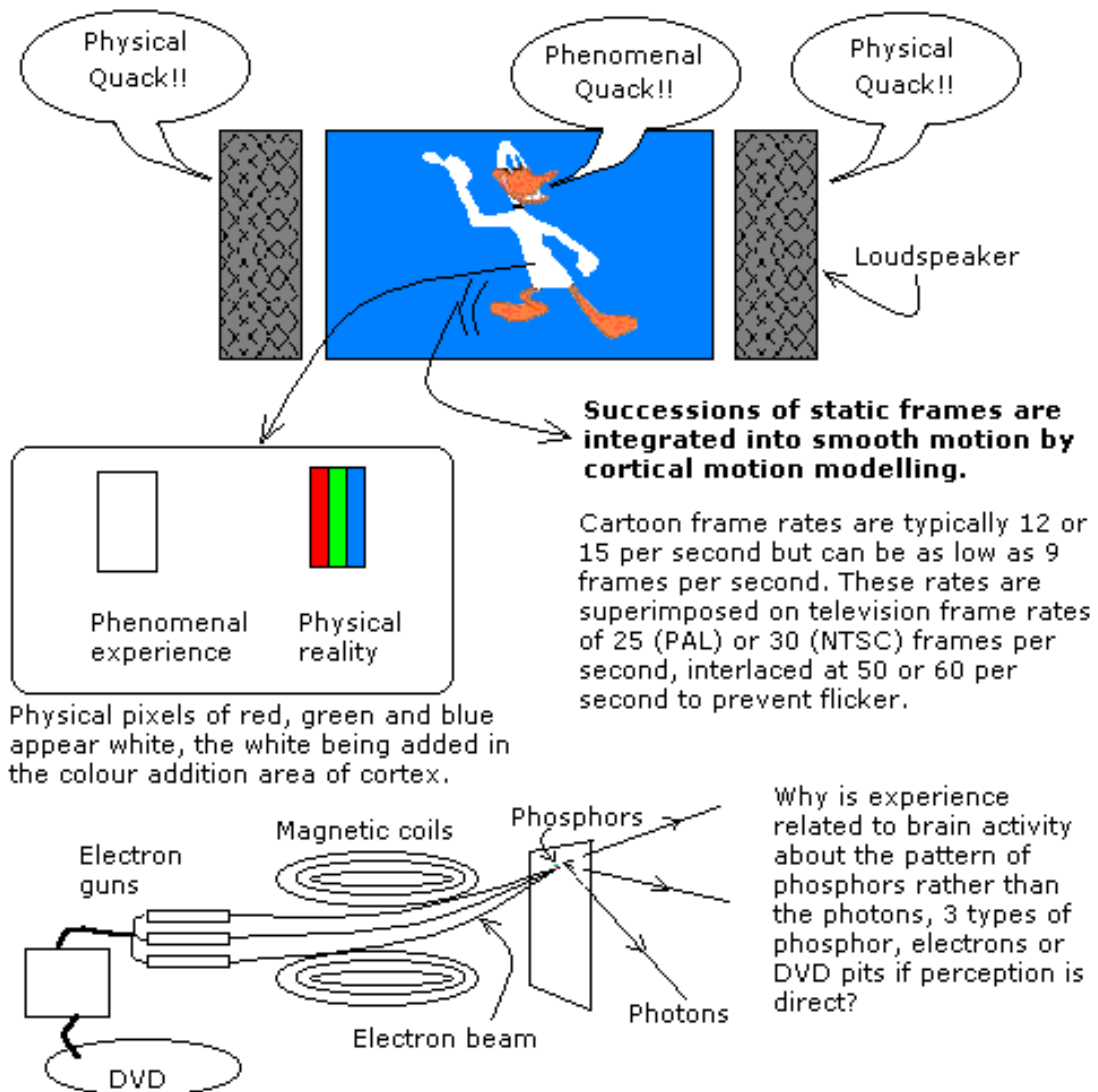 Physical
Quack!!
Phenomenal
Quack!!
Physical
Quack!!
Loudspeaker
Successions of static frames are
integrated into smooth motion by
cortical motion modelling.
Cartoon frame rates are typically 12 or
15 per second but can be as low as 9
frames per second. These rates are
superimposed on television frame rates
of 25 (PAL) or 30 (NTSC) frames per
second, interlaced at 50 or 60 per
second to prevent flicker.
Phenomenal
experience
Physical
reality
Physical pixels of red, green and blue
appear white, the white being added in
the colour addition area of cortex.
Electron
guns
Magnetic coils
Phosphors
Electron beam
Photons
DVD
Why is experience
related to brain activity
about the pattern of
phosphors rather than
the photons, 3 types of
phosphor, electrons or
DVD pits if perception is
direct?